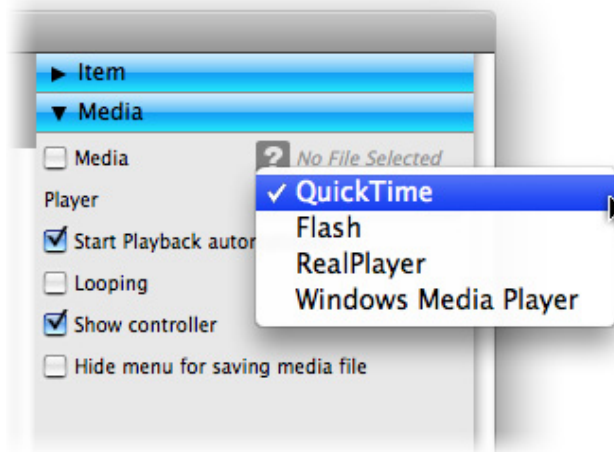 Item
Media
Media ? No File Selected
Player
✓ QuickTime
Flash
RealPlayer
Windows Media Player
Start Playback auto
Looping
Show controller
Hide menu for saving media file